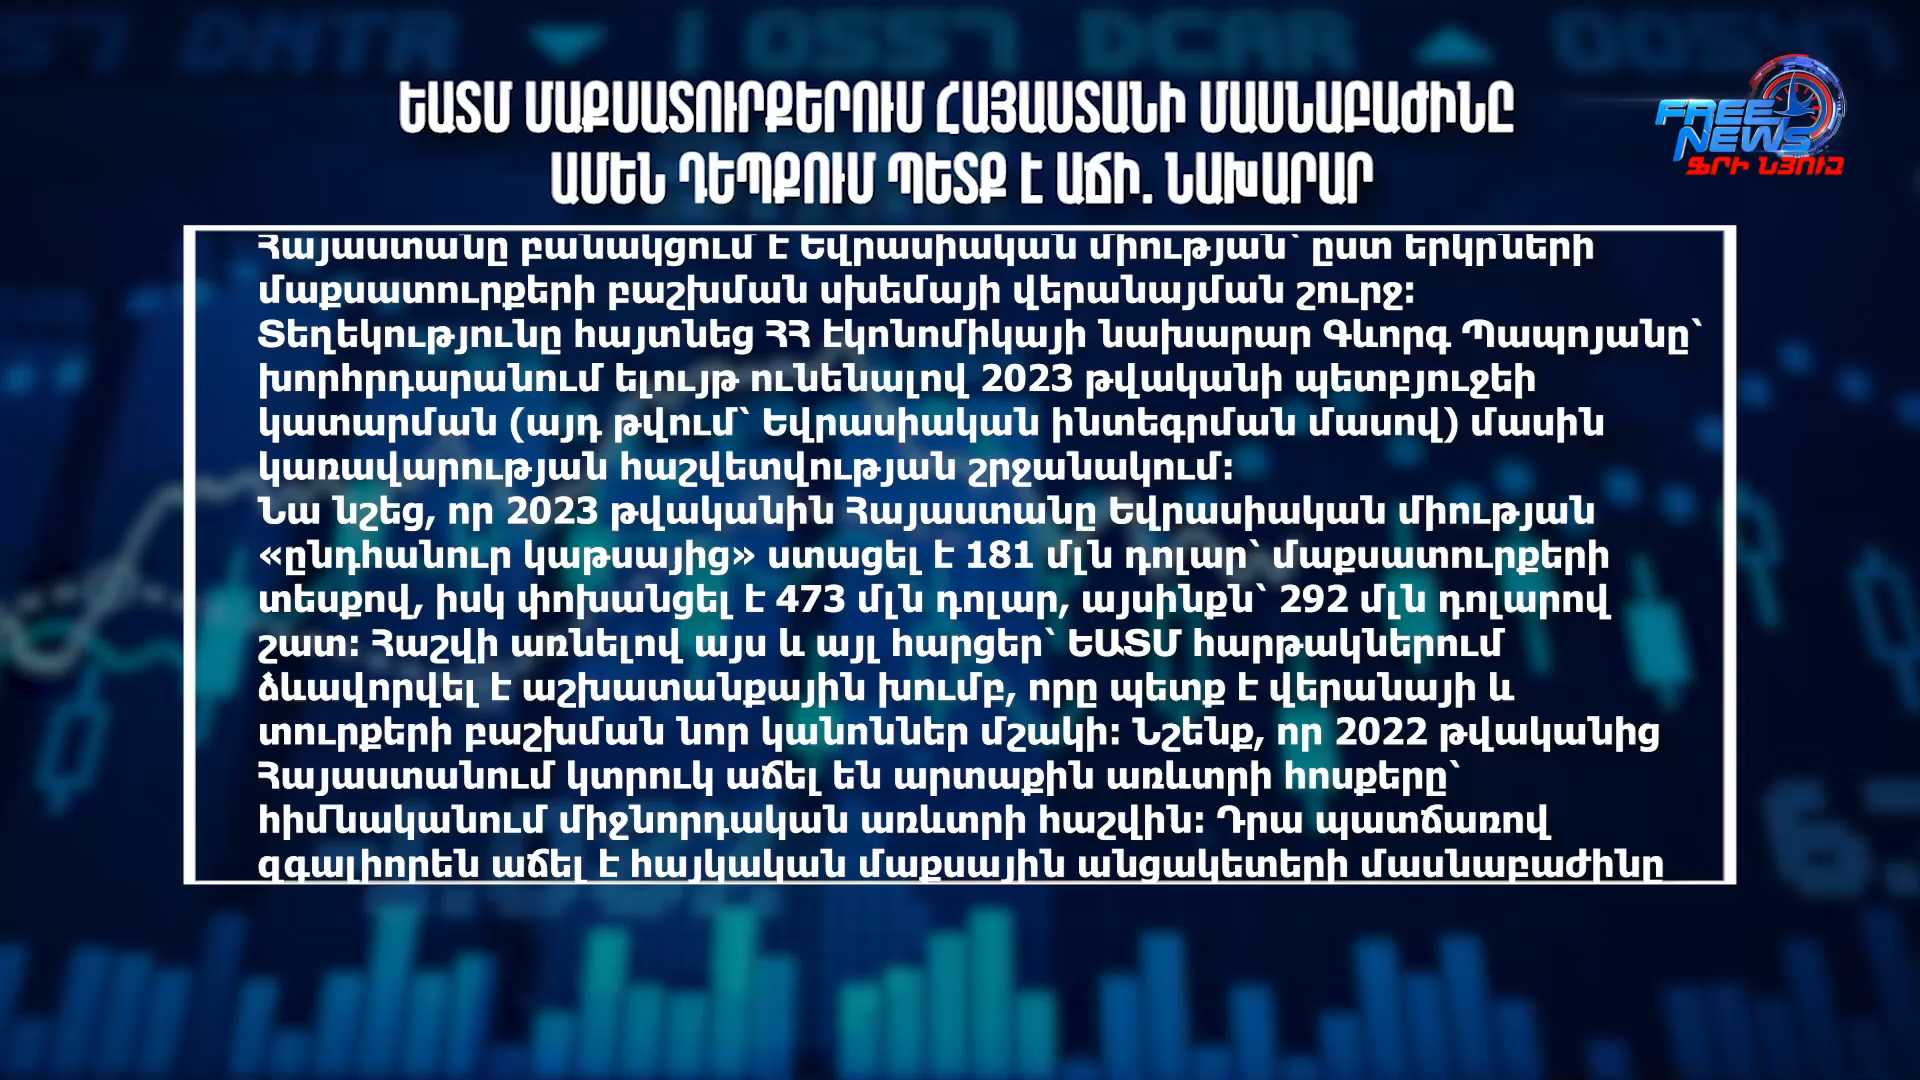 ԵԱՏՄ ՄԱՔՍԱՏՈՒՐՔԵՐՈՒՄ ՀԱՅԱՍՏԱՆԻ ՄԱՍՆԱԲԱԺԻՆԸ
ԱՄԵՆ ԴԵՊՔՈՒՄ ՊԵՏՔ Է ԱՃԻ. ՆԱԽԱՐԱՐ
FREE
NEWS
ՖՐԻ ՆՅՈՒԶ
Հայաստանը բանակցում է Եվրասիական միության՝ ըստ երկրների
մաքսատուրքերի բաշխման սխեմայի վերանայման շուրջ:
Տեղեկությունը հայտնեց ՀՀ էկոնոմիկայի նախարար Գևորգ Պապոյանը՝
խորհրդարանում ելույթ ունենալով 2023 թվականի պետբյուջեի
կատարման (այդ թվում՝ Եվրասիական ինտեգրման մասով) մասին
կառավարության հաշվետվության շրջանակում:
Նա նշեց, որ 2023 թվականին Հայաստանը Եվրասիական միության
«ընդհանուր կաթսայից» ստացել է 181 մլն դոլար՝ մաքսատուրքերի
տեսքով, իսկ փոխանցել է 473 մլն դոլար, այսինքն՝ 292 մլն դոլարով
շատ: Հաշվի առնելով այս և այլ հարցեր՝ ԵԱՏՄ հարթակներում
ձևավորվել է աշխատանքային խումբ, որը պետք է վերանայի և
տուրքերի բաշխման նոր կանոններ մշակի: Նշենք, որ 2022 թվականից
Հայաստանում կտրուկ աճել են արտաքին առևտրի հոսքերը՝
հիմնականում միջնորդական առևտրի հաշվին: Դրա պատճառով
զգալիորեն աճել է հայկական մաքսային անցակետերի մասնաբաժինը